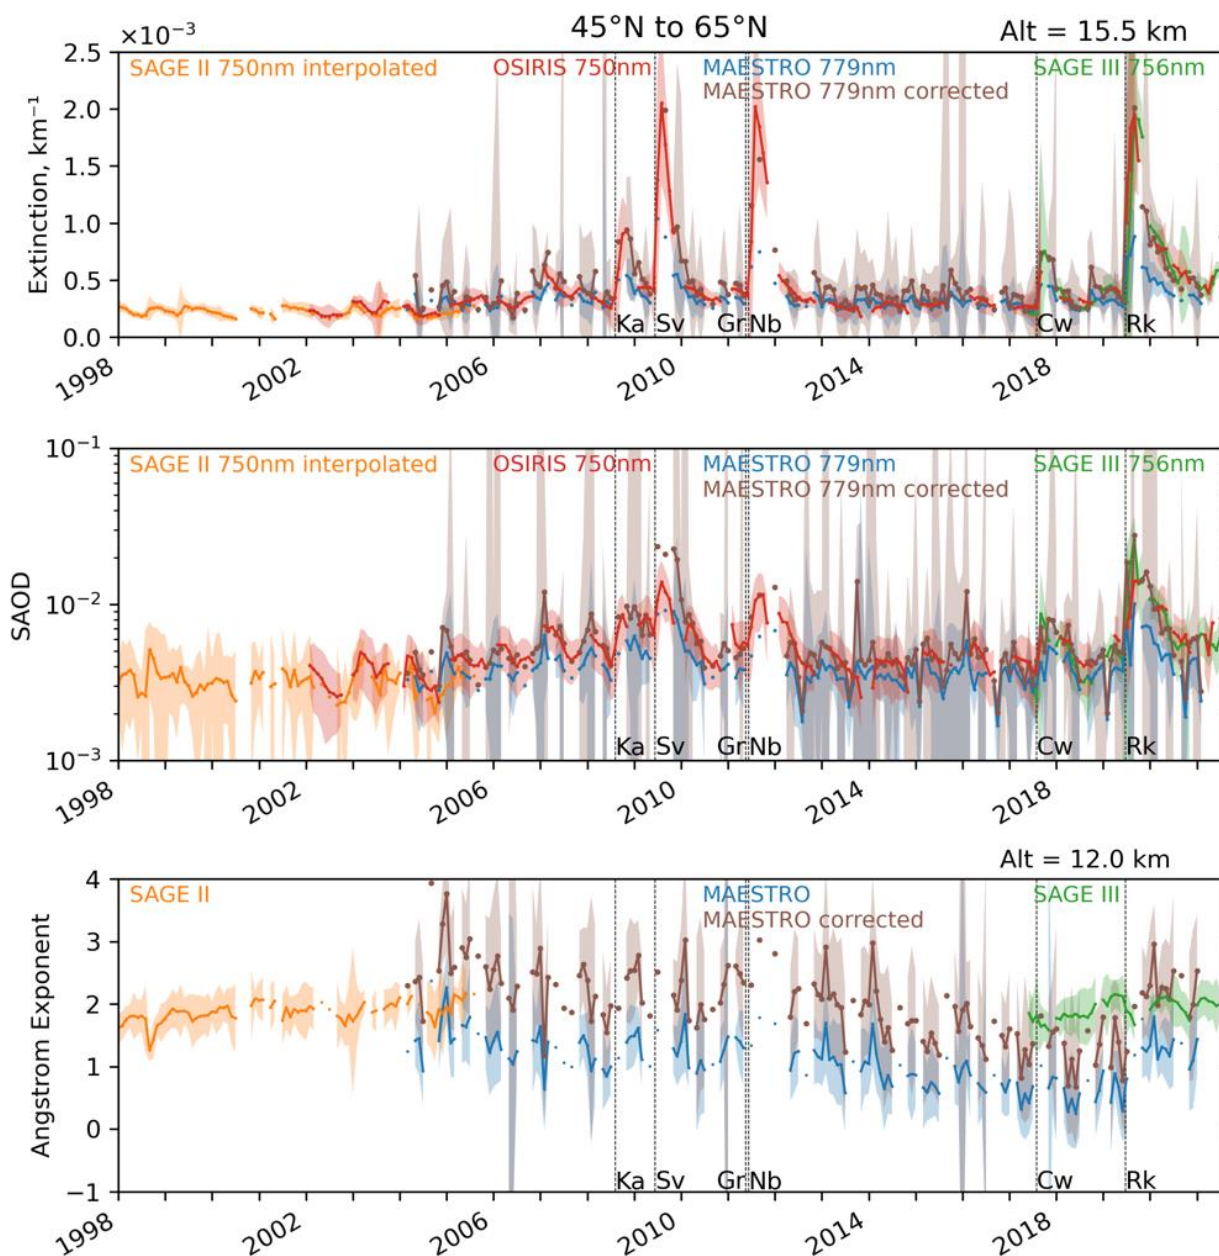 45°N to 65°N
×10⁻³ Alt = 15.5 km
2.5
SAGE II 750nm interpolated OSIRIS 750nm MAESTRO 779nm SAGE III 756nm
MAESTRO 779nm corrected
2.0
1.5
1.0
0.5
0.0
Extinction, km⁻¹
Ka Sv Gr Nb Cw Rk
1998 2002 2006 2010 2014 2018
10⁻¹
SAGE II 750nm interpolated OSIRIS 750nm MAESTRO 779nm SAGE III 756nm
MAESTRO 779nm corrected
10⁻²
10⁻³
SAOD
Ka Sv Gr Nb Cw Rk
1998 2002 2006 2010 2014 2018
Alt = 12.0 km
4
SAGE II MAESTRO SAGE III
MAESTRO corrected
3
2
1
0
−1
Angstrom Exponent
Ka Sv Gr Nb Cw Rk
1998 2002 2006 2010 2014 2018